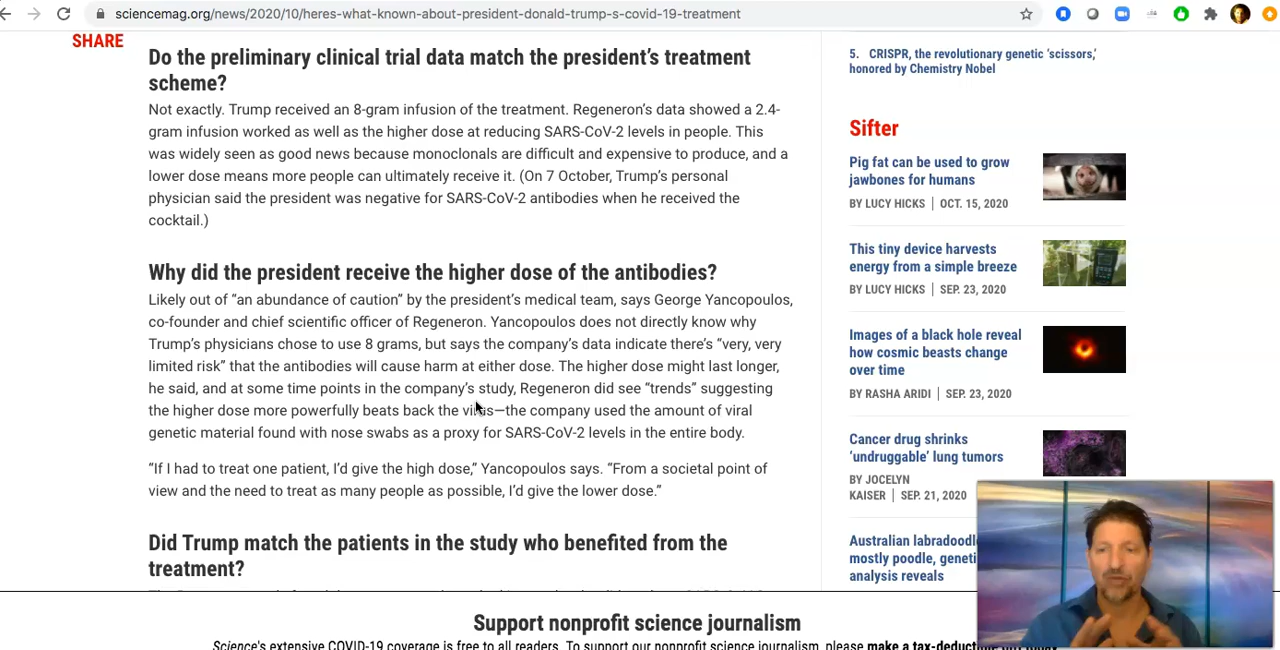 sciencemag.org/news/2020/10/heres-what-known-about-president-donald-trump-s-covid-19-treatment
SHARE
Do the preliminary clinical trial data match the president’s treatment
scheme?
Not exactly. Trump received an 8-gram infusion of the treatment. Regeneron’s data showed a 2.4-
gram infusion worked as well as the higher dose at reducing SARS-CoV-2 levels in people. This
was widely seen as good news because monoclonals are difficult and expensive to produce, and a
lower dose means more people can ultimately receive it. (On 7 October, Trump’s personal
physician said the president was negative for SARS-CoV-2 antibodies when he received the
cocktail.)
Why did the president receive the higher dose of the antibodies?
Likely out of “an abundance of caution” by the president’s medical team, says George Yancopoulos,
co-founder and chief scientific officer of Regeneron. Yancopoulos does not directly know why
Trump’s physicians chose to use 8 grams, but says the company’s data indicate there’s “very, very
limited risk” that the antibodies will cause harm at either dose. The higher dose might last longer,
he said, and at some time points in the company’s study, Regeneron did see “trends” suggesting
the higher dose more powerfully beats back the virus—the company used the amount of viral
genetic material found with nose swabs as a proxy for SARS-CoV-2 levels in the entire body.
“If I had to treat one patient, I’d give the high dose,” Yancopoulos says. “From a societal point of
view and the need to treat as many people as possible, I’d give the lower dose.”
Did Trump match the patients in the study who benefited from the
treatment?
5. CRISPR, the revolutionary genetic ‘scissors,’
honored by Chemistry Nobel
Sifter
Pig fat can be used to grow
jawbones for humans
BY LUCY HICKS | OCT. 15, 2020
This tiny device harvests
energy from a simple breeze
BY LUCY HICKS | SEP. 23, 2020
Images of a black hole reveal
how cosmic beasts change
over time
BY RASHA ARIDI | SEP. 23, 2020
Cancer drug shrinks
‘undruggable’ lung tumors
BY JOCELYN
KAISER | SEP. 21, 2020
Australian
mostly poodle,
analysis reveals
Support nonprofit science journalism
Science's extensive COVID-19 coverage is free to all readers. To support our nonprofit science journalism, please make a